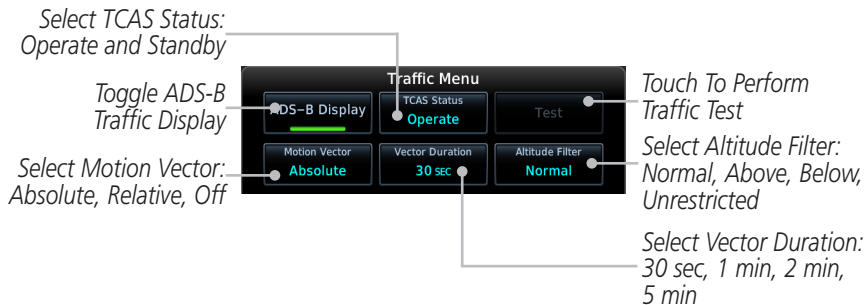 Select TCAS Status:
Operate and Standby
Toggle ADS-B
Traffic Display
Select Motion Vector:
Absolute, Relative, Off
Traffic Menu
ADS–B Display
TCAS Status
Operate
Test
Motion Vector
Absolute
Vector Duration
30 SEC
Altitude Filter
Normal
Touch To Perform
Traffic Test
Select Altitude Filter:
Normal, Above, Below,
Unrestricted
Select Vector Duration:
30 sec, 1 min, 2 min,
5 min